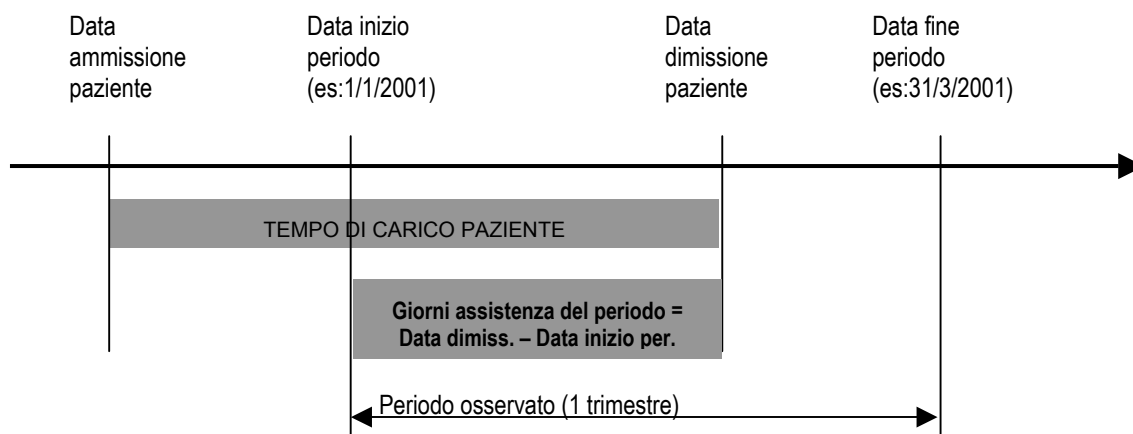 Data
ammissione
paziente
Data inizio
periodo
(es:1/1/2001)
Data
dimissione
paziente
Data fine
periodo
(es:31/3/2001)
TEMPO DI CARICO PAZIENTE
Giorni assistenza del periodo =
Data dimiss. – Data inizio per.
Periodo osservato (1 trimestre)